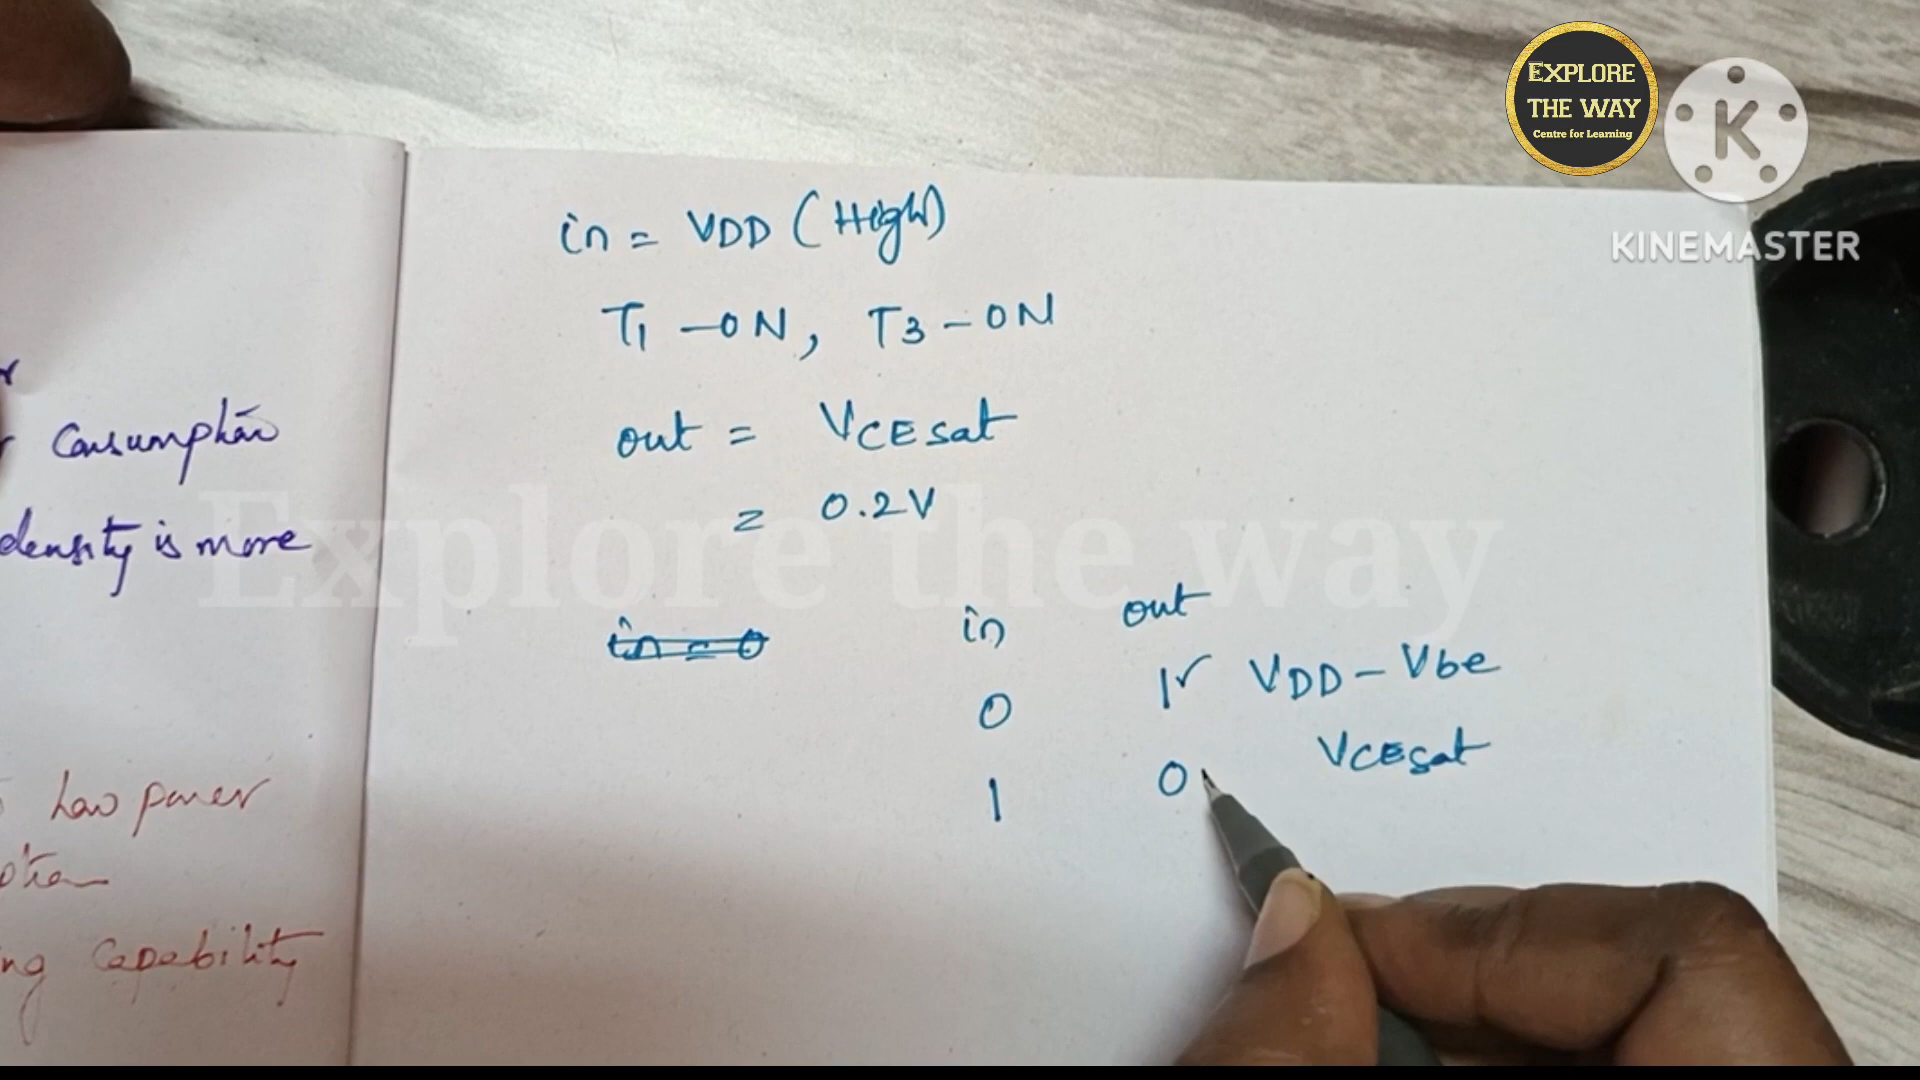 EXPLORE
THE WAY
Centre for Learning
K
KINEMASTER
in = VDD (High)
T1 - ON, T3 - ON
out = VCEsat
= 0.2V
Explore the way
in = 0
in out
0 1✓ VDD - Vbe
1 0 VCEsat
Consumption
density is more
Low power
capability